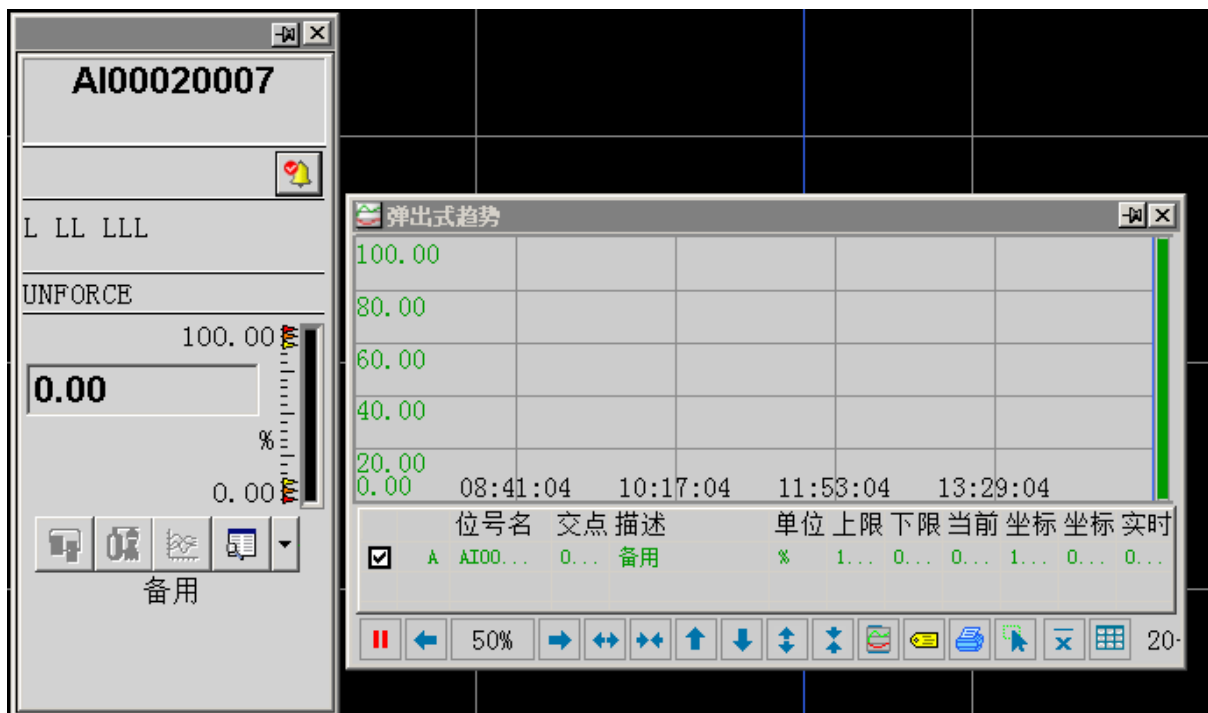 AI00020007
L LL LLL
UNFORCE
100.00
0.00
%
0.00
备用
弹出式趋势
100.00
80.00
60.00
40.00
20.00
0.00 08:41:04 10:17:04 11:53:04 13:29:04
位号名 交点 描述 单位 上限 下限 当前 坐标 坐标 实时
A AI00... 0... 备用 % 1... 0... 0... 1... 0... 0...
50% 20-